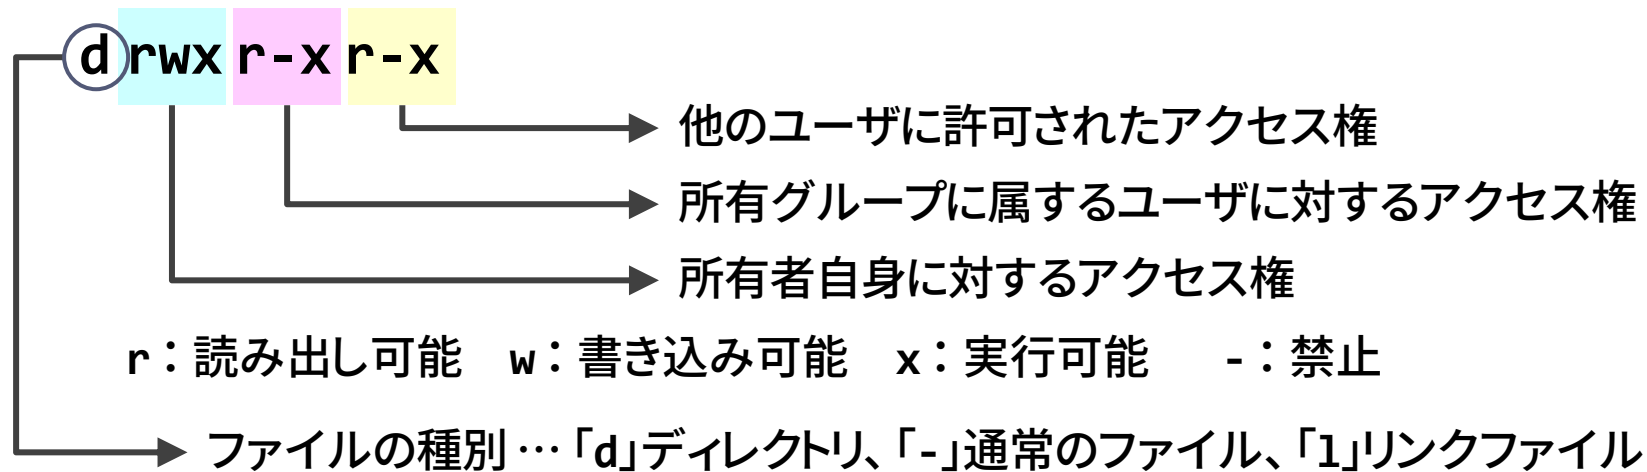 drwxr-xr-x
他のユーザに許可されたアクセス権
所有グループに属するユーザに対するアクセス権
所有者自身に対するアクセス権
r：読み出し可能　w：書き込み可能　x：実行可能　-：禁止
ファイルの種別…「d」ディレクトリ、「-」通常のファイル、「l」リンクファイル